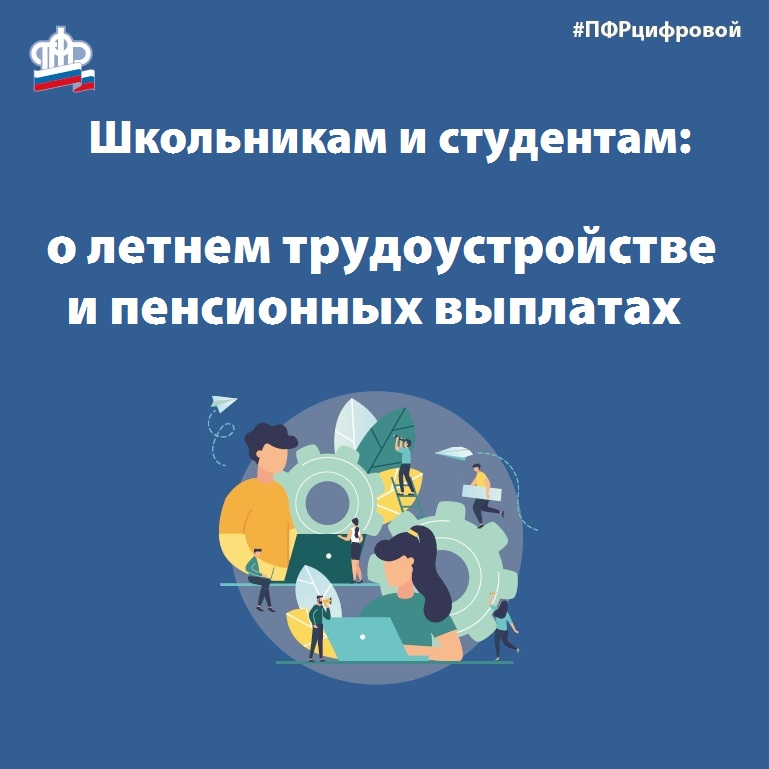 #ПФРцифровой
Школьникам и студентам:
о летнем трудоустройстве
и пенсионных выплатах